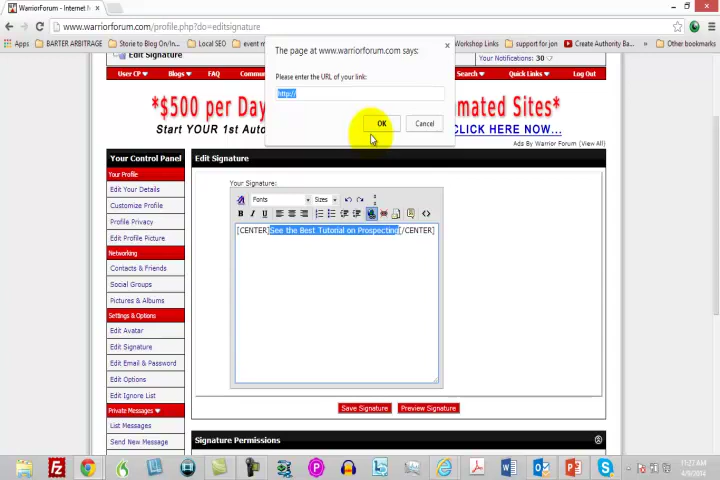 WarriorForum - Internet M
www.warriorforum.com/profile.php?do=editsignature
Apps
BARTER ARBITRAGE
Storie to Blog On/In
Local SEO
event m
Workshop Links
support for jon
Create Authority Ba
Other bookmarks
Edit Signature
Your Notifications: 30
User CP
Blogs
FAQ
Commun
Search
Quick Links
Log Out
The page at www.warriorforum.com says:
Please enter the URL of your link:
http://
OK
Cancel
*$500 per Day
mated Sites*
Start YOUR 1st Auto
CLICK HERE NOW...
Ads By Warrior Forum (View All)
Your Control Panel
Your Profile
Edit Your Details
Customize Profile
Profile Privacy
Edit Profile Picture
Networking
Contacts & Friends
Social Groups
Pictures & Albums
Settings & Options
Edit Avatar
Edit Signature
Edit Email & Password
Edit Options
Edit Ignore List
Private Messages
List Messages
Send New Message
Edit Signature
Your Signature:
Fonts
Sizes
B I U
[CENTER]See the Best Tutorial on Prospecting[/CENTER]
Save Signature
Preview Signature
Signature Permissions
11:27 AM
4/9/2014